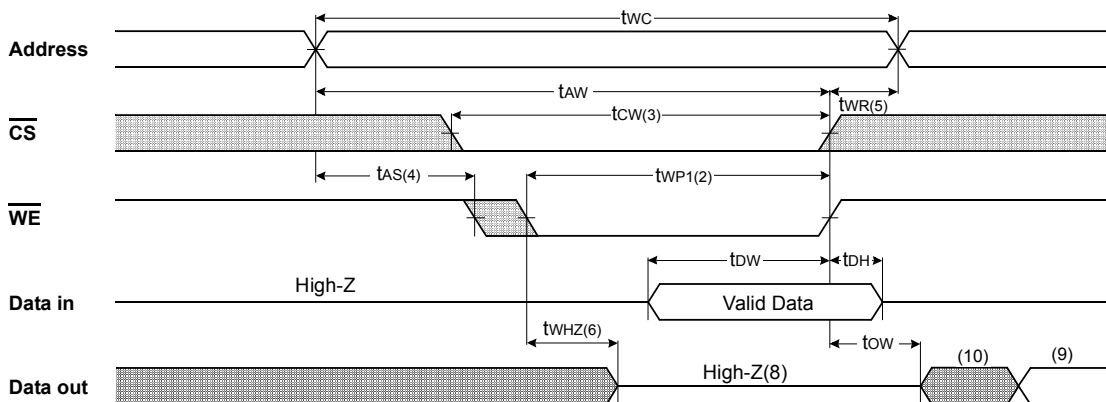 tWC
Address
tAW
tWR(5)
tCW(3)
CS
tAS(4)
tWP1(2)
WE
tDW
tDH
High-Z
Data in
Valid Data
tWHZ(6)
tOW
(10)
(9)
High-Z(8)
Data out